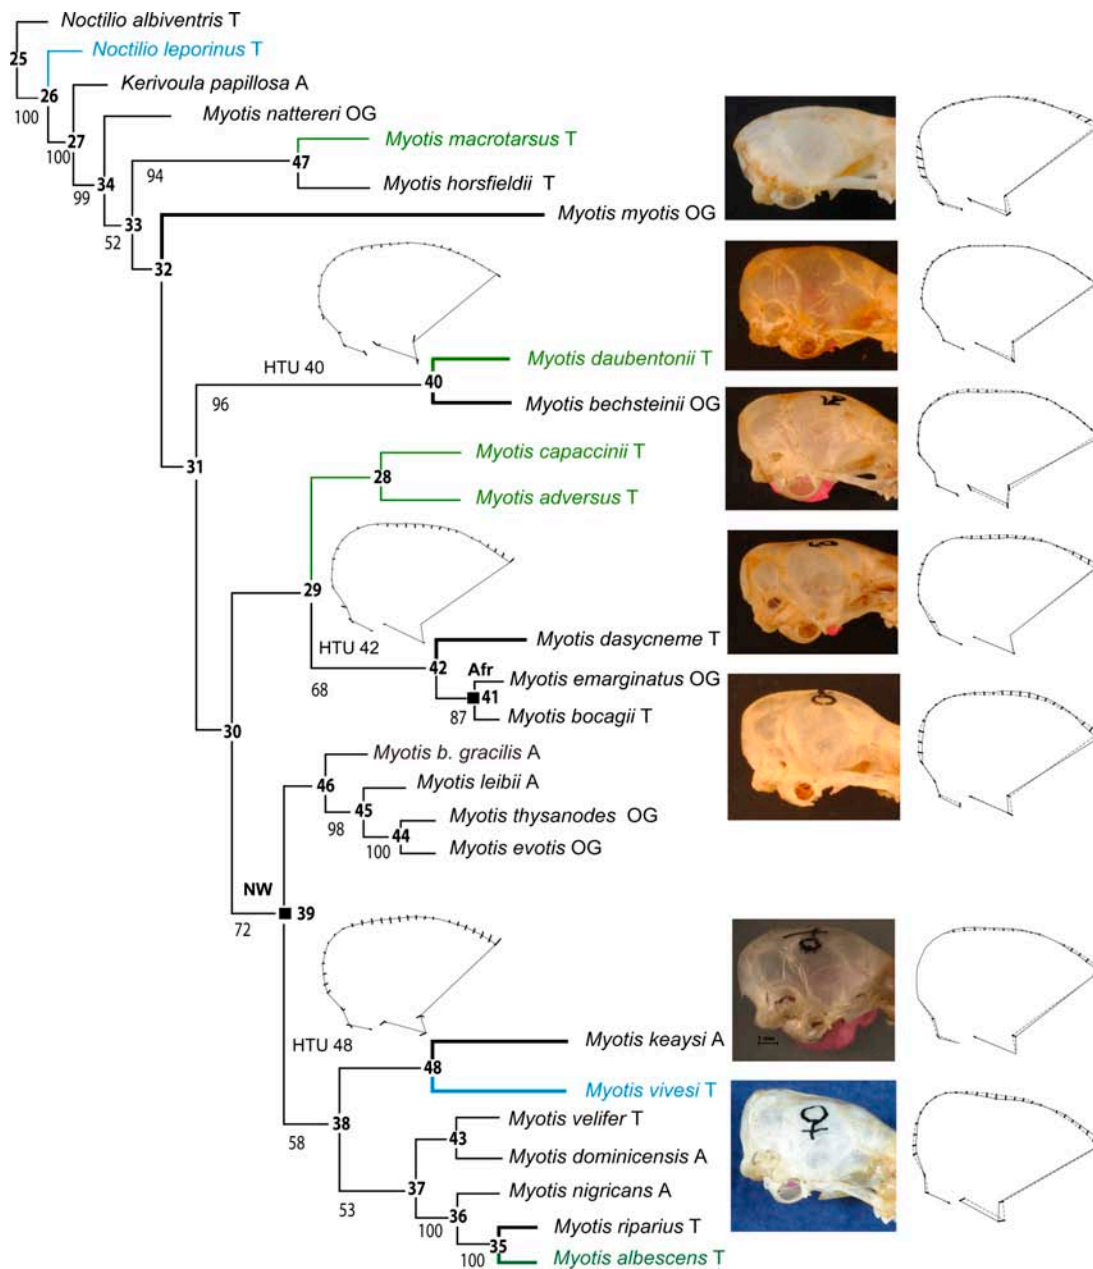 Noctilio albiventris T
25
Noctilio leporinus T
26
Kerivoula papillosa A
100
Myotis nattereri OG
27
100
Myotis macrotarsus T
94
47
34
99
Myotis horsfieldii T
Myotis myotis OG
33
52
32
Myotis daubentonii T
HTU 40
40
96
Myotis bechsteinii OG
Myotis capaccinii T
31
28
Myotis adversus T
29
Myotis dasycneme T
HTU 42
42
Afr
68
Myotis emarginatus OG
41
87
Myotis bocagii T
30
Myotis b. gracilis A
46
Myotis leibii A
45
98
Myotis thysanodes OG
44
100
Myotis evotis OG
NW
39
72
Myotis keaysi A
HTU 48
48
Myotis vivesi T
Myotis velifer T
38
58
43
Myotis dominicensis A
37
53
Myotis nigricans A
36
100
Myotis riparius T
35
100
Myotis albescens T